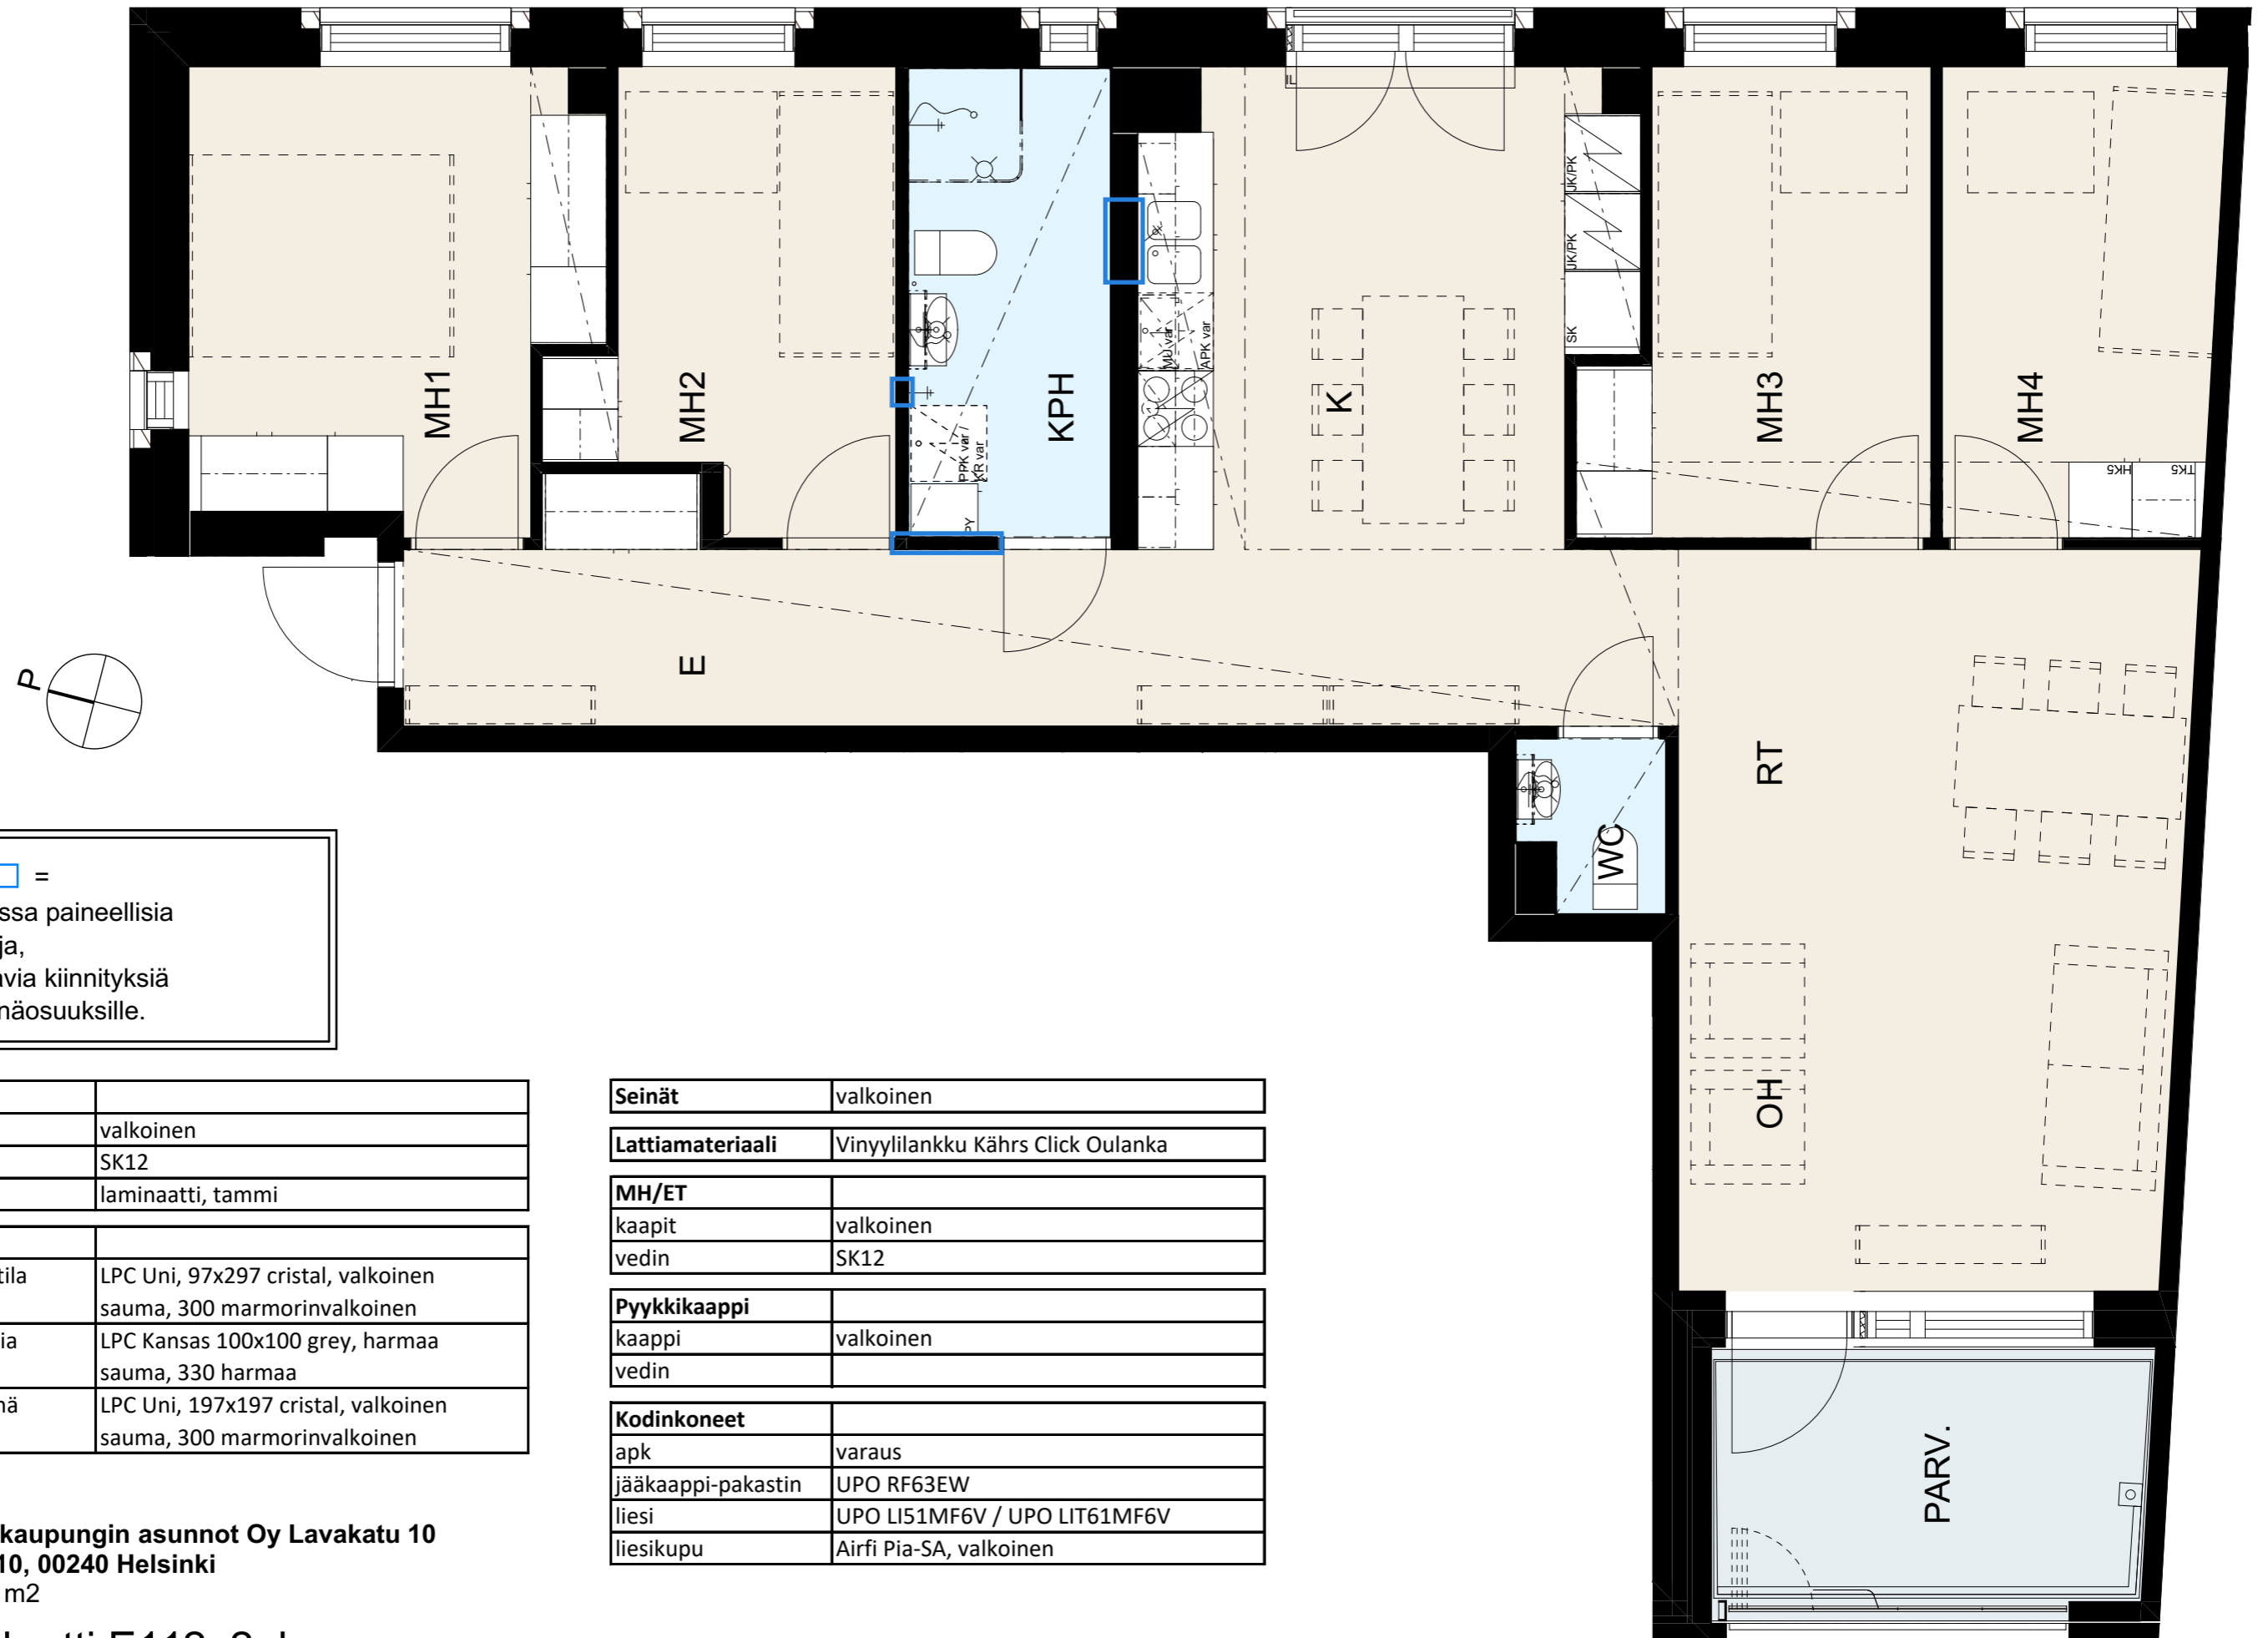 IL
JK/PK
JK/PK
SK
MU var
APK var
MH1
MH2
KPH
K
MH3
MH4
PPK var
KR var
PY
HK5
TK5
E
P
RT
WC
OH
PARV.
=
ssa paineellisia
ja,
avia kiinnityksiä
näosuuksille.
valkoinen
SK12
laminaatti, tammi
tila LPC Uni, 97x297 cristal, valkoinen
sauma, 300 marmorinvalkoinen
ia LPC Kansas 100x100 grey, harmaa
sauma, 330 harmaa
nä LPC Uni, 197x197 cristal, valkoinen
sauma, 300 marmorinvalkoinen
Seinät valkoinen
Lattiamateriaali Vinyylilankku Kährs Click Oulanka
MH/ET
kaapit valkoinen
vedin SK12
Pyykkikaappi
kaappi valkoinen
vedin
Kodinkoneet
apk varaus
jääkaappi-pakastin UPO RF63EW
liesi UPO LI51MF6V / UPO LIT61MF6V
liesikupu Airfi Pia-SA, valkoinen
kaupungin asunnot Oy Lavakatu 10
10, 00240 Helsinki
m2